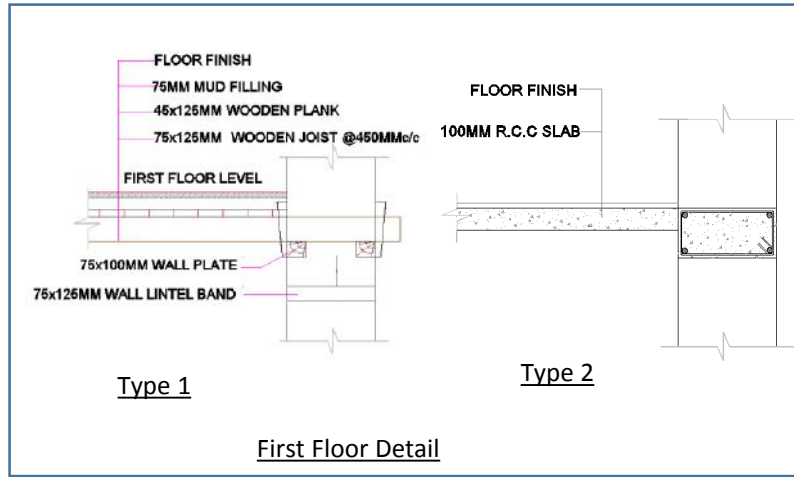 FLOOR FINISH
75MM MUD FILLING
45x125MM WOODEN PLANK
75x125MM WOODEN JOIST @450MMc/c
FIRST FLOOR LEVEL
75x100MM WALL PLATE
75x125MM WALL LINTEL BAND
Type 1
FLOOR FINISH
100MM R.C.C SLAB
Type 2
First Floor Detail